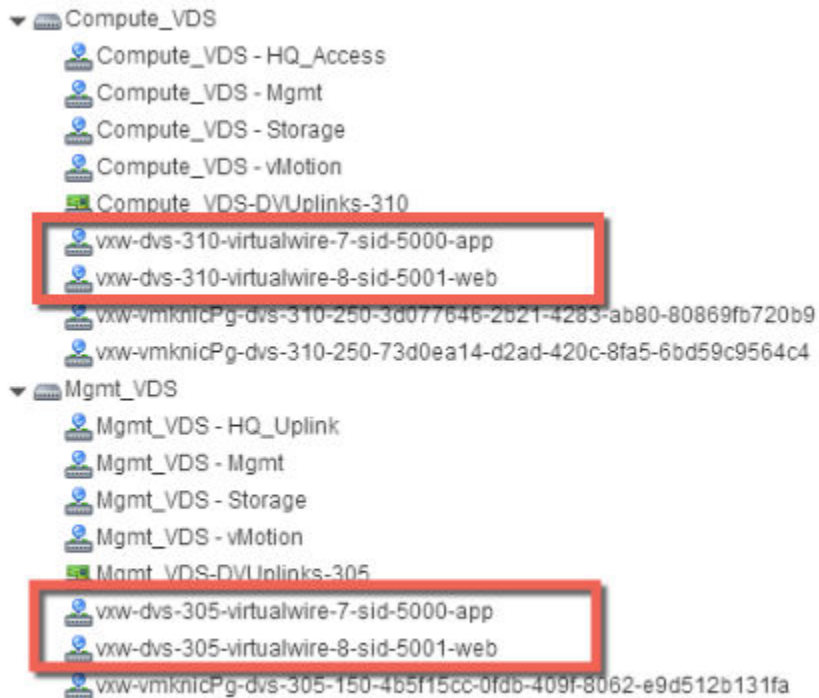 Compute_VDS
Compute_VDS - HQ_Access
Compute_VDS - Mgmt
Compute_VDS - Storage
Compute_VDS - vMotion
Compute_VDS-DVUplinks-310
vxw-dvs-310-virtualwire-7-sid-5000-app
vxw-dvs-310-virtualwire-8-sid-5001-web
vxw-vmknicPg-dvs-310-250-3d077646-2b21-4283-ab80-80869fb720b9
vxw-vmknicPg-dvs-310-250-73d0ea14-d2ad-420c-8fa5-6bd59c9564c4
Mgmt_VDS
Mgmt_VDS - HQ_Uplink
Mgmt_VDS - Mgmt
Mgmt_VDS - Storage
Mgmt_VDS - vMotion
Mgmt_VDS-DVUplinks-305
vxw-dvs-305-virtualwire-7-sid-5000-app
vxw-dvs-305-virtualwire-8-sid-5001-web
vxw-vmknicPg-dvs-305-150-4b5f15cc-0fdb-409f-8062-e9d512b131fa